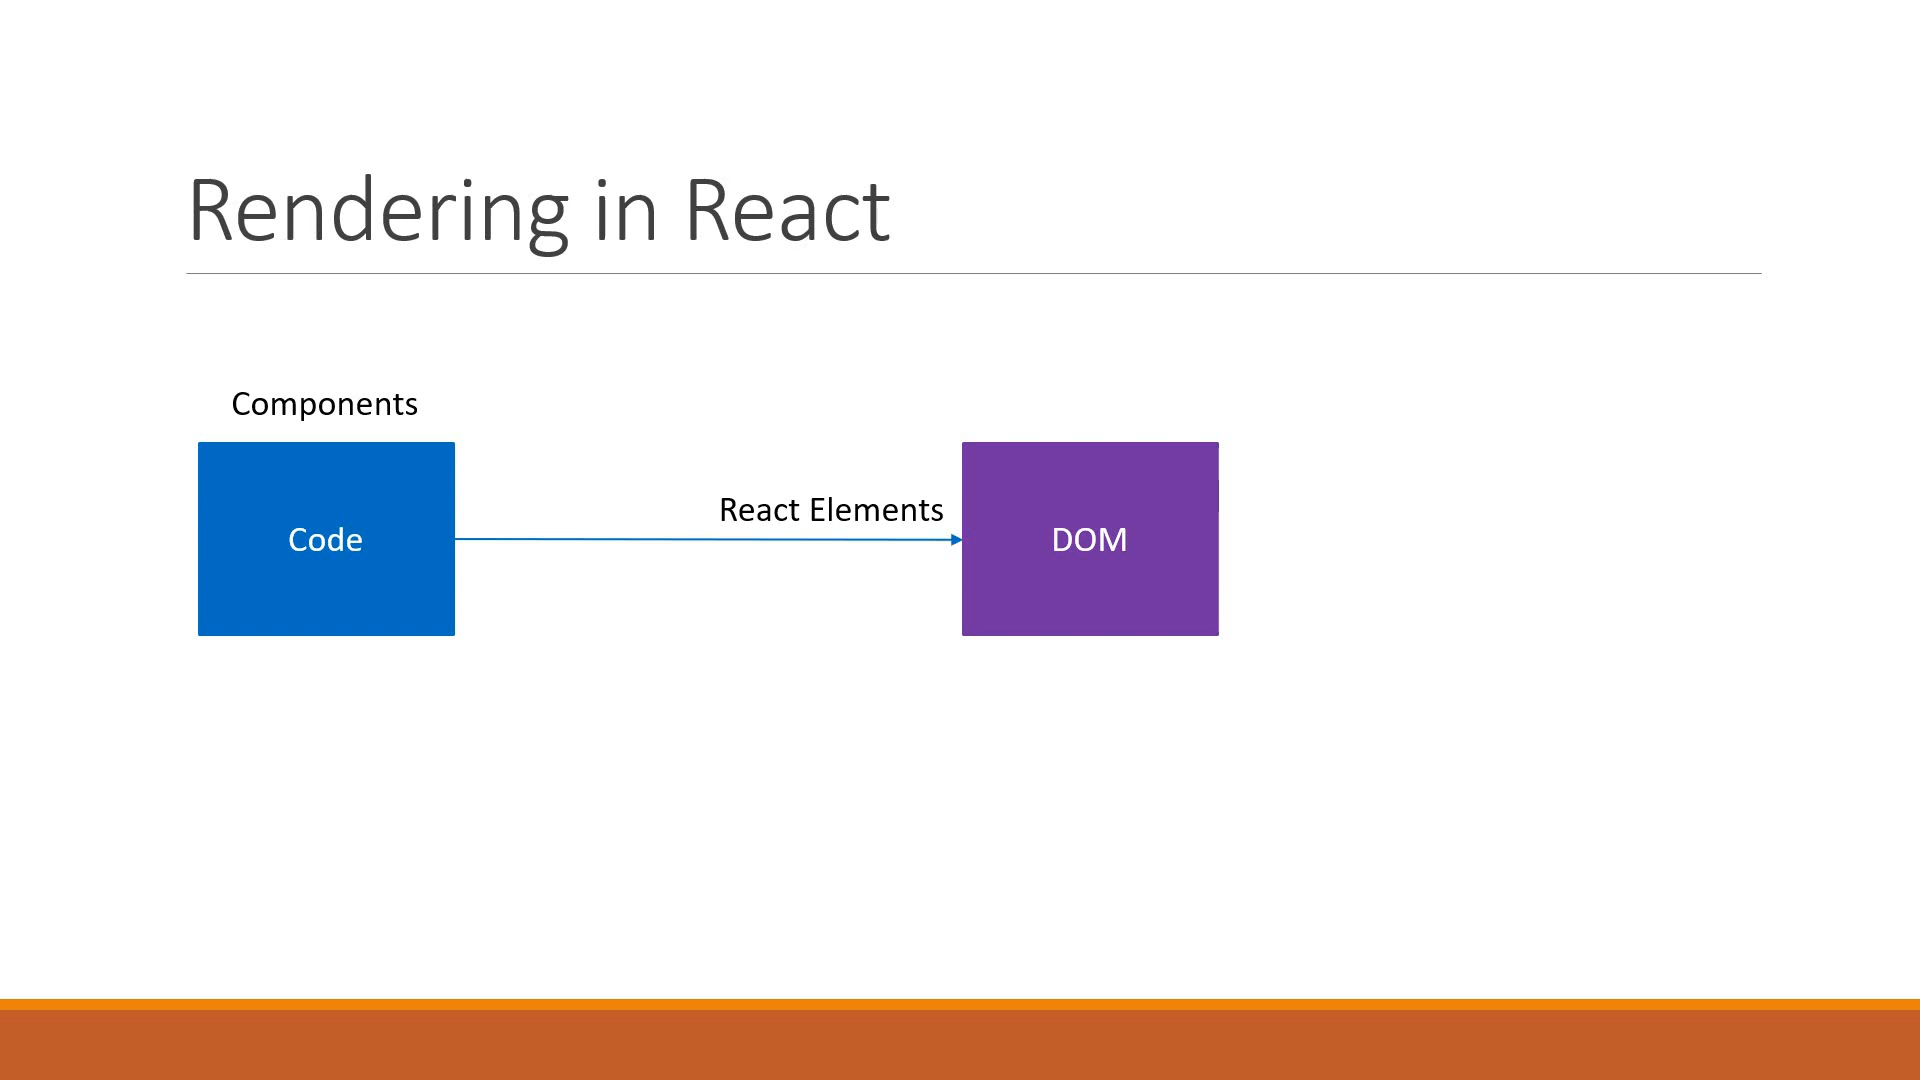 Rendering in React
Components
Code
React Elements
DOM